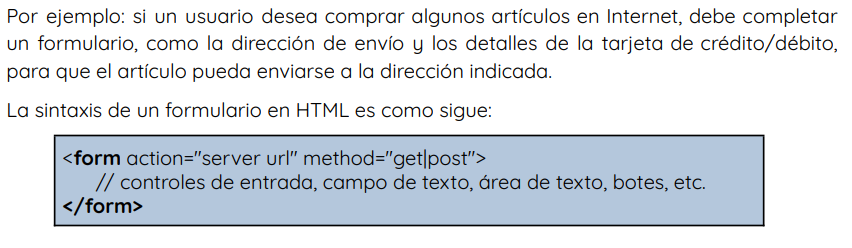 Por ejemplo: si un usuario desea comprar algunos artículos en Internet, debe completar
un formulario, como la dirección de envío y los detalles de la tarjeta de crédito/débito,
para que el artículo pueda enviarse a la dirección indicada.
La sintaxis de un formulario en HTML es como sigue:
<form action="server url" method="get|post">
// controles de entrada, campo de texto, área de texto, botes, etc.
</form>